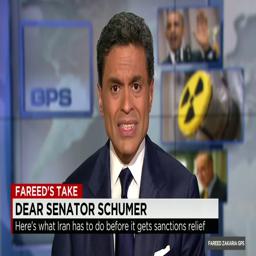 GPS
FAREED'S TAKE
DEAR SENATOR SCHUMER
Here's what Iran has to do before it gets sanctions relief
FAREED ZAKARIA GPS